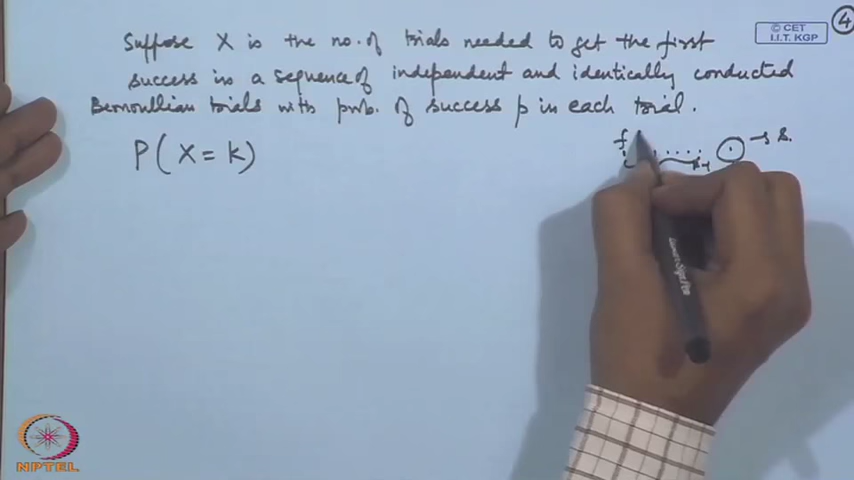 ④
© CET
I.I.T. KGP
Suppose X is the no. of trials needed to get the first
success in a sequence of independent and identically conducted
Bernoullian trials with prob. of success p in each trial.
P(X = k)
f . . . . ⊙ → s.
NPTEL